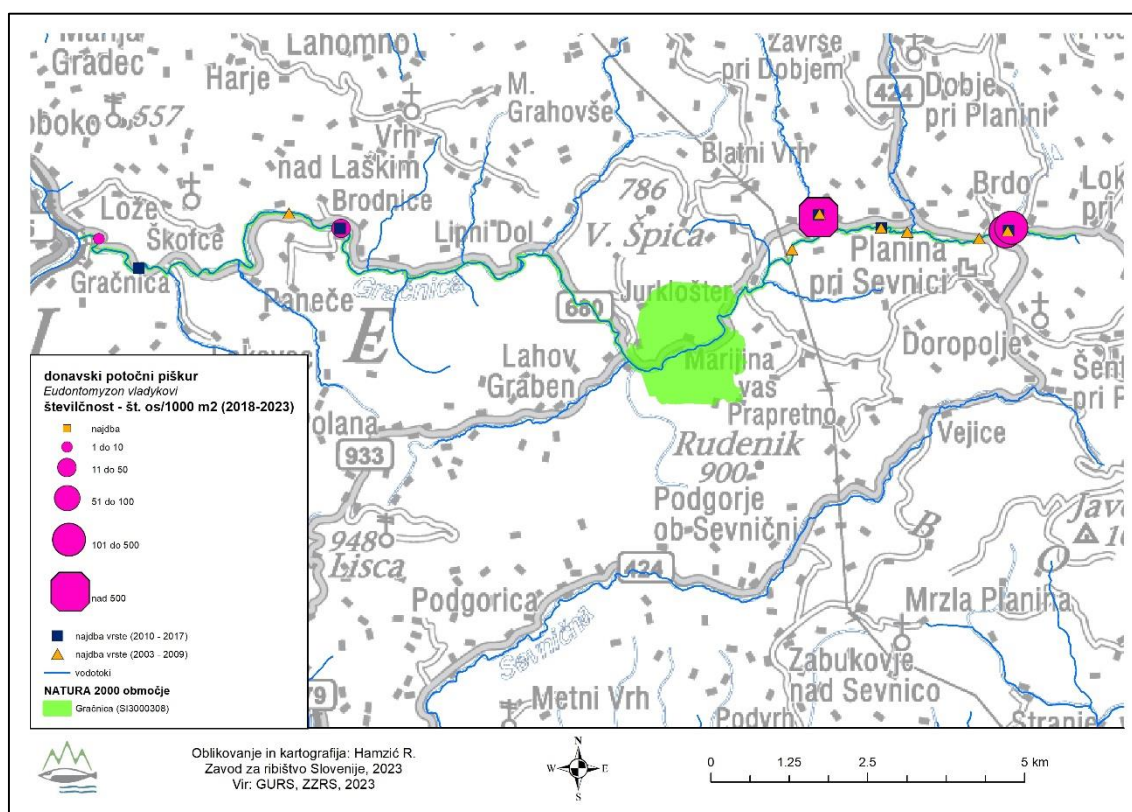 Gradec
Lahomno
Završe
pri Dobjem
Harje
424
Dobje
pri Planini
M.
Grahovše
557
Vrh
nad Laškim
Blatni Vrh
Brdo
Lože
Brodnice
786
Škofce
Lipni Dol
V. Špica
Planina
pri Sevnici
Gračnica
Gračnica
Paneče
Jurklošter
E
Lahov
Graben
Marijina
vas
Doropolje
Prapretno
Vejice
933
Rudenik
900
Podgorje
ob Sevnični
948
Lisca
B
O
424
Podgorica
Mrzla Planina
Sevnična
Zabukovje
nad Sevnico
Metni Vrh
Podvrh
donavski potočni piškur
Eudontomyzon vladykovi
številčnost - št. os/1000 m2 (2018-2023)
najdba
1 do 10
11 do 50
51 do 100
101 do 500
nad 500
najdba vrste (2010 - 2017)
najdba vrste (2003 - 2009)
vodotoki
NATURA 2000 območje
Gračnica (SI3000308)
Oblikovanje in kartografija: Hamzić R.
Zavod za ribištvo Slovenije, 2023
Vir: GURS, ZZRS, 2023
N
W E
S
0 1.25 2.5 5 km